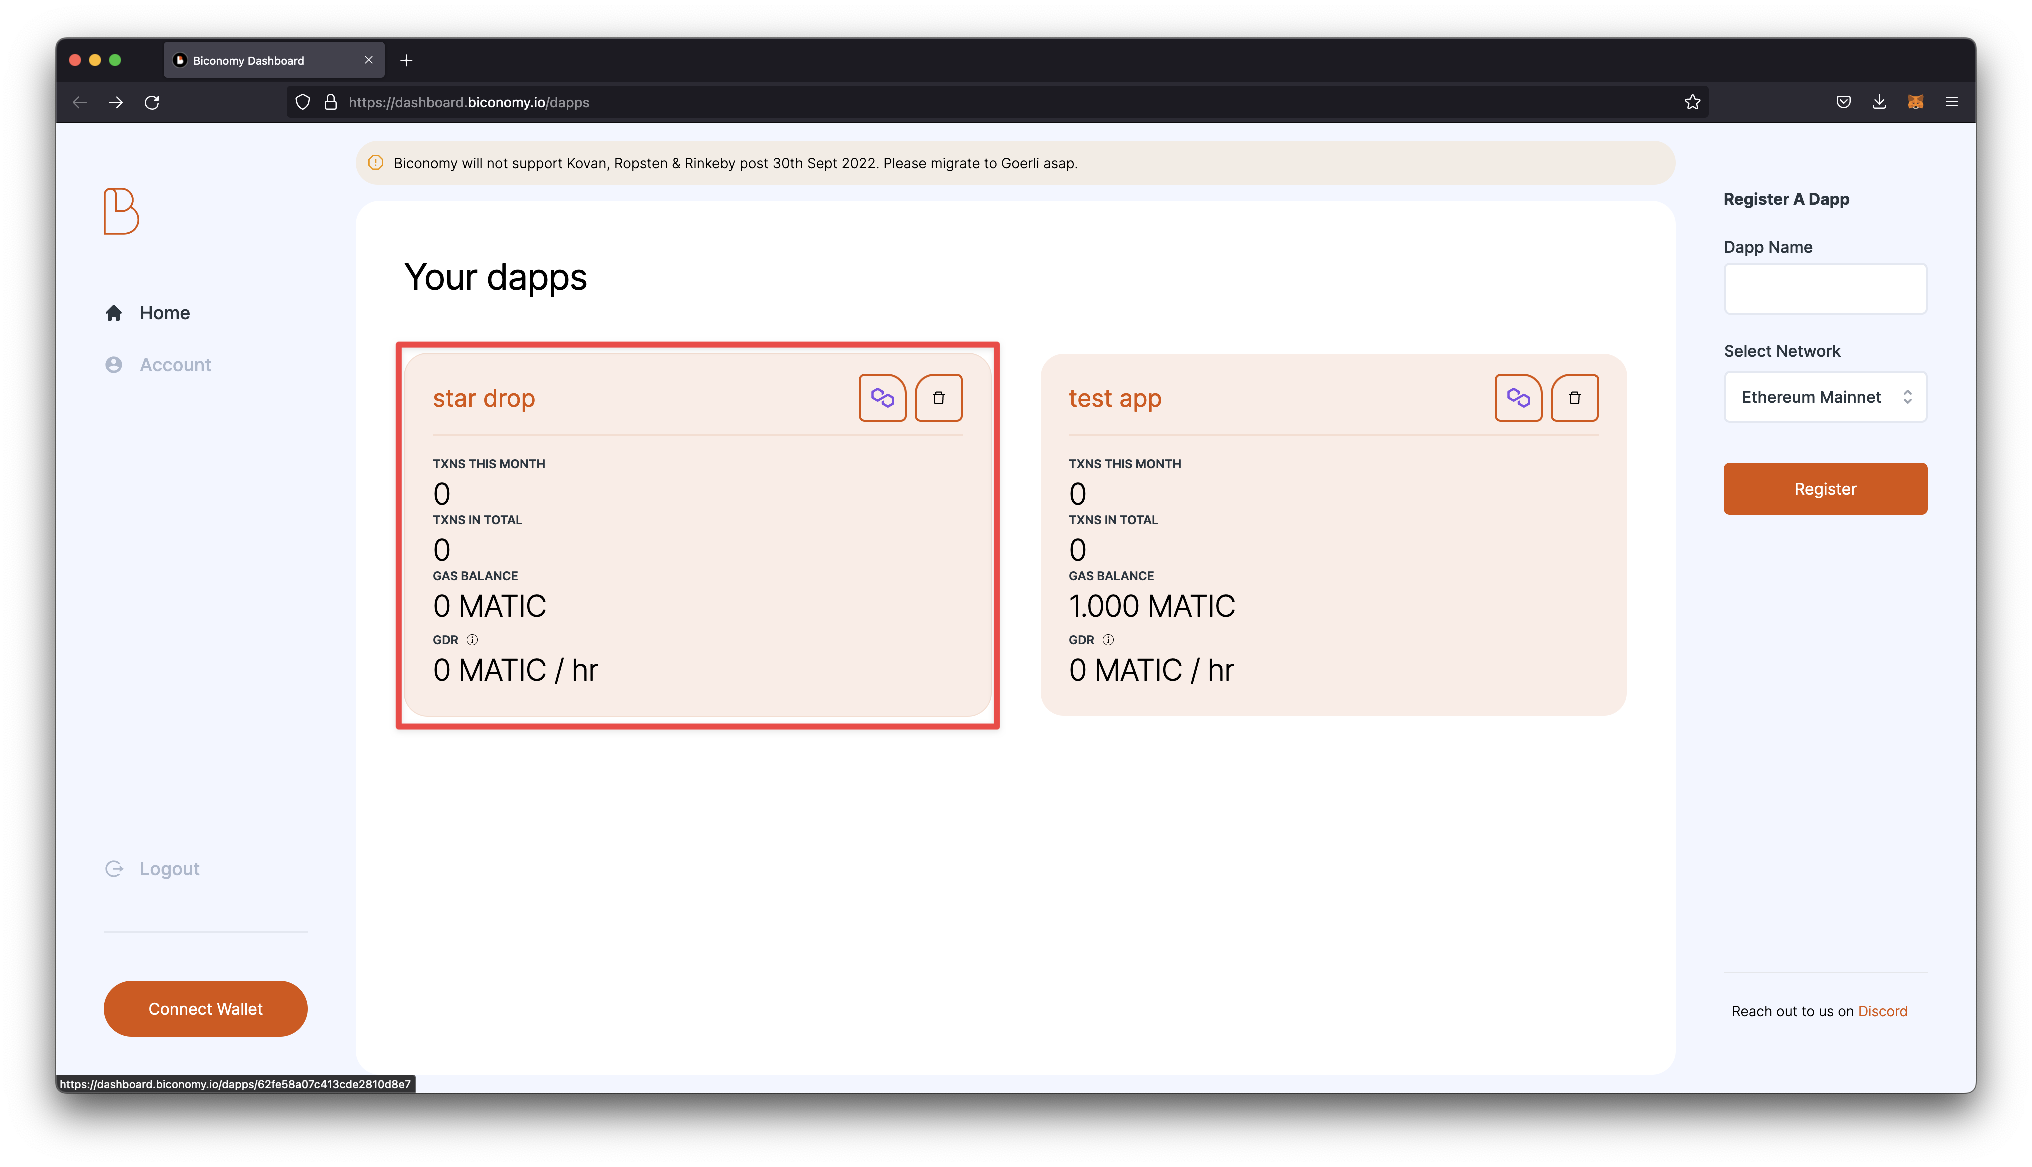 Biconomy Dashboard
https://dashboard.biconomy.io/dapps
Biconomy will not support Kovan, Ropsten & Rinkeby post 30th Sept 2022. Please migrate to Goerli asap.
Home
Account
Logout
Connect Wallet
Your dapps
star drop
TXNS THIS MONTH
0
TXNS IN TOTAL
0
GAS BALANCE
0 MATIC
GDR
0 MATIC / hr
test app
TXNS THIS MONTH
0
TXNS IN TOTAL
0
GAS BALANCE
1.000 MATIC
GDR
0 MATIC / hr
Register A Dapp
Dapp Name
Select Network
Ethereum Mainnet
Register
Reach out to us on Discord
https://dashboard.biconomy.io/dapps/62fe58a07c413cde2810d8e7